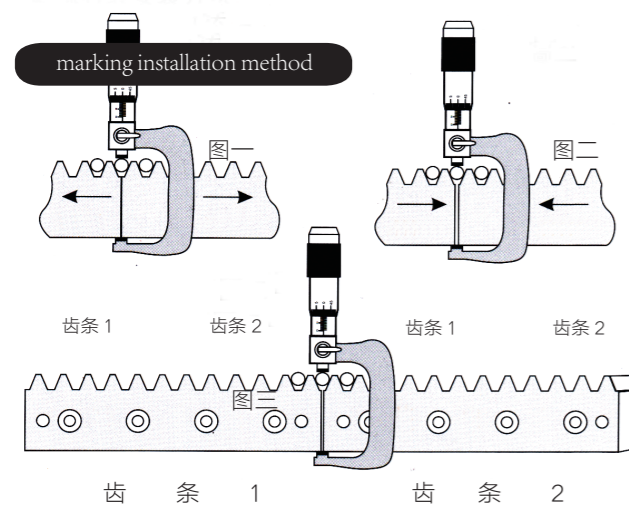 marking installation method
图一
图二
齿条 1 齿条 2
齿条 1 齿条 2
图三
齿 条 1 齿 条 2